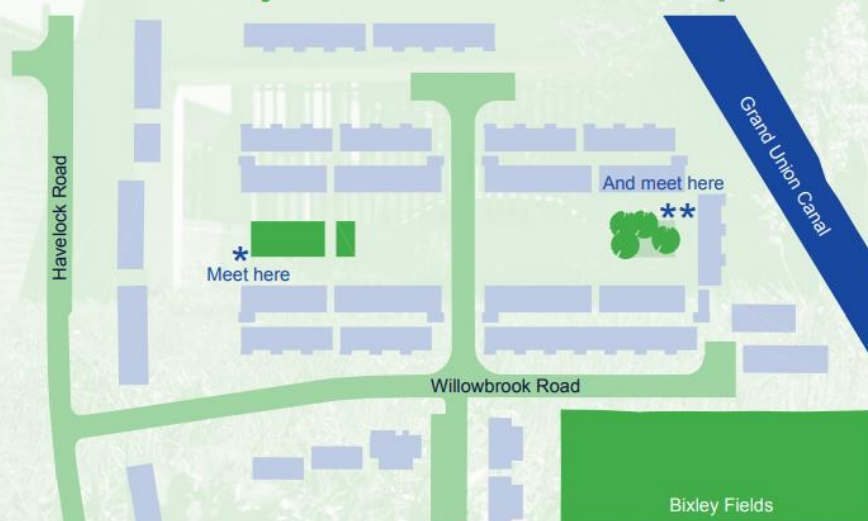 Grand Union Canal
Havelock Road
And meet here
**
*
Meet here
Willowbrook Road
Bixley Fields